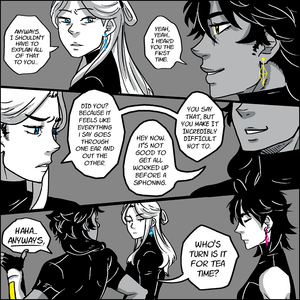 ANYWAYS,
I SHOULDN'T
HAVE TO
EXPLAIN ALL
OF THAT
TO YOU..
YEAH,
YEAH,
I HEARD
YOU THE
FIRST
TIME.
DID YOU?
BECAUSE IT
FEELS LIKE
EVERYTHING
I SAY GOES
THROUGH
ONE EAR AND
OUT THE
OTHER.
HEY NOW.
IT'S NOT
GOOD TO
GET ALL
WORKED UP
BEFORE A
SIPHONING.
YOU SAY
THAT, BUT
YOU MAKE IT
INCREDIBLY
DIFFICULT
NOT TO.
HAHA..
ANYWAYS,
WHO'S
TURN IS IT
FOR TEA
TIME?